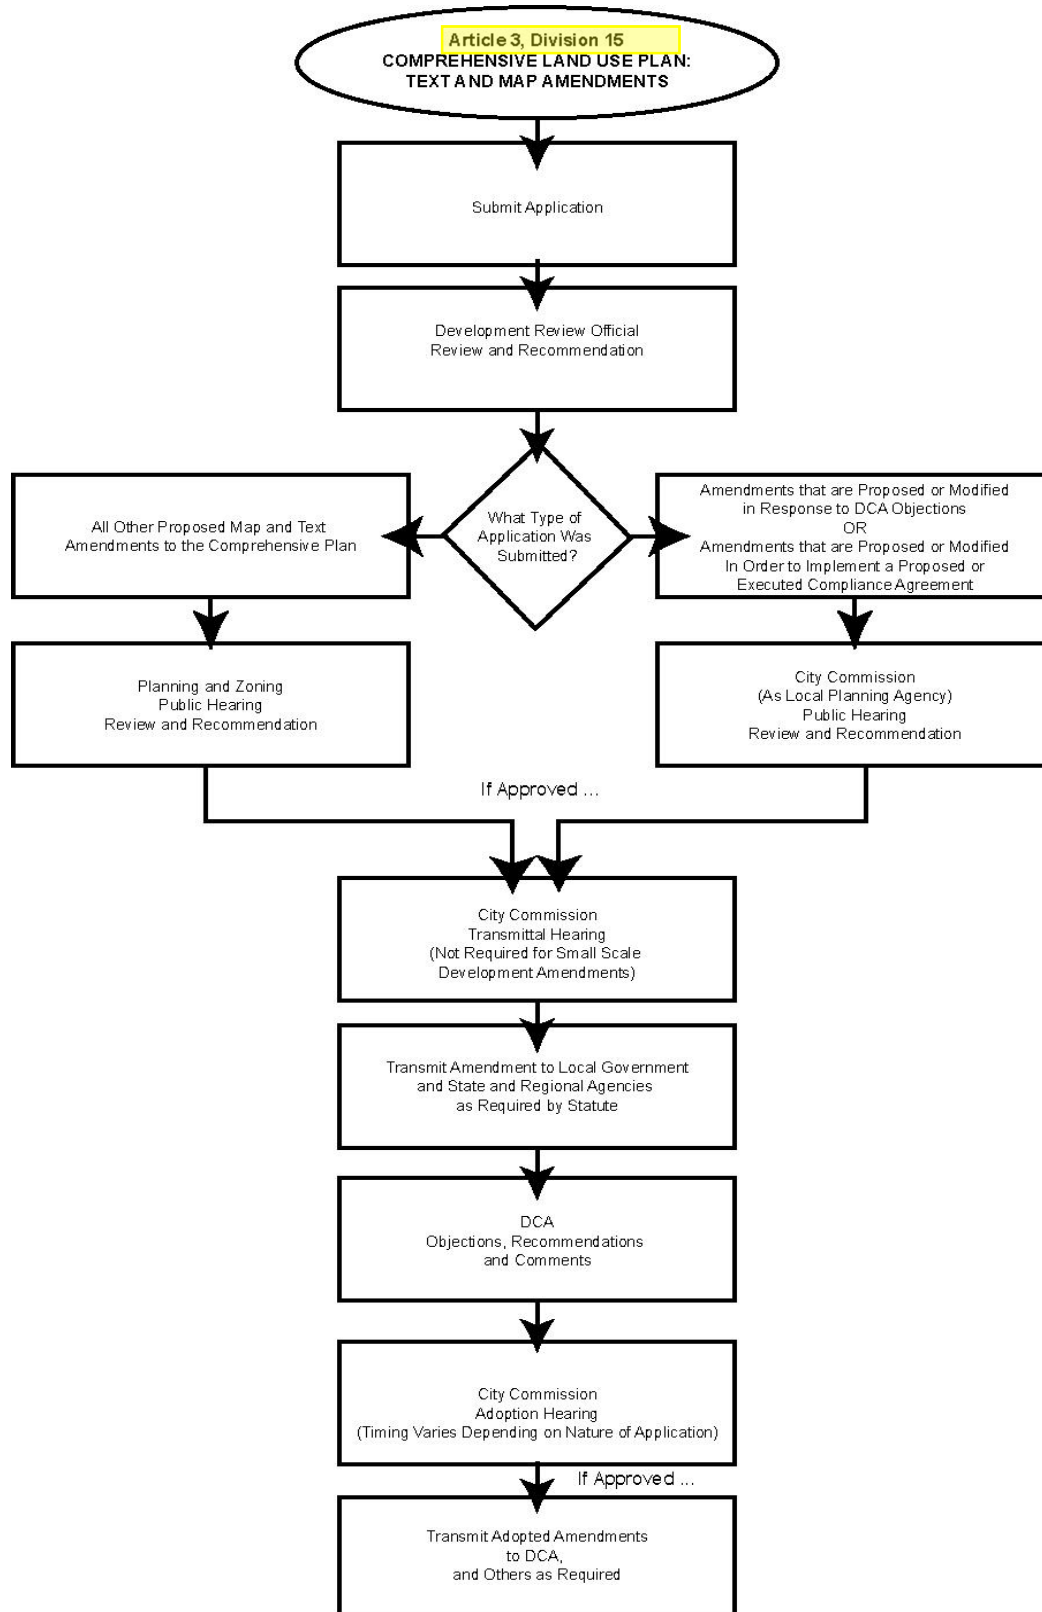 Article 3, Division 15
COMPREHENSIVE LAND USE PLAN:
TEXT AND MAP AMENDMENTS
Submit Application
Development Review Official
Review and Recommendation
What Type of
Application Was
Submitted?
All Other Proposed Map and Text
Amendments to the Comprehensive Plan
Amendments that are Proposed or Modified
in Response to DCA Objections
OR
Amendments that are Proposed or Modified
In Order to Implement a Proposed or
Executed Compliance Agreement
Planning and Zoning
Public Hearing
Review and Recommendation
City Commission
(As Local Planning Agency)
Public Hearing
Review and Recommendation
If Approved ...
City Commission
Transmittal Hearing
(Not Required for Small Scale
Development Amendments)
Transmit Amendment to Local Government
and State and Regional Agencies
as Required by Statute
DCA
Objections, Recommendations
and Comments
City Commission
Adoption Hearing
(Timing Varies Depending on Nature of Application)
If Approved ...
Transmit Adopted Amendments
to DCA,
and Others as Required